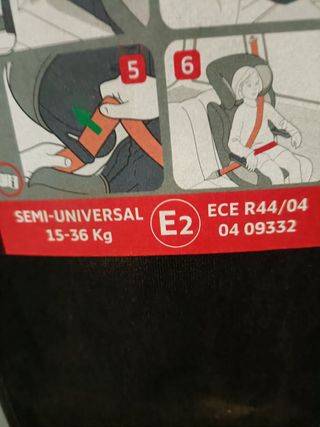 5
6
SEMI-UNIVERSAL
15-36 Kg
E2
ECE R44/04
04 09332